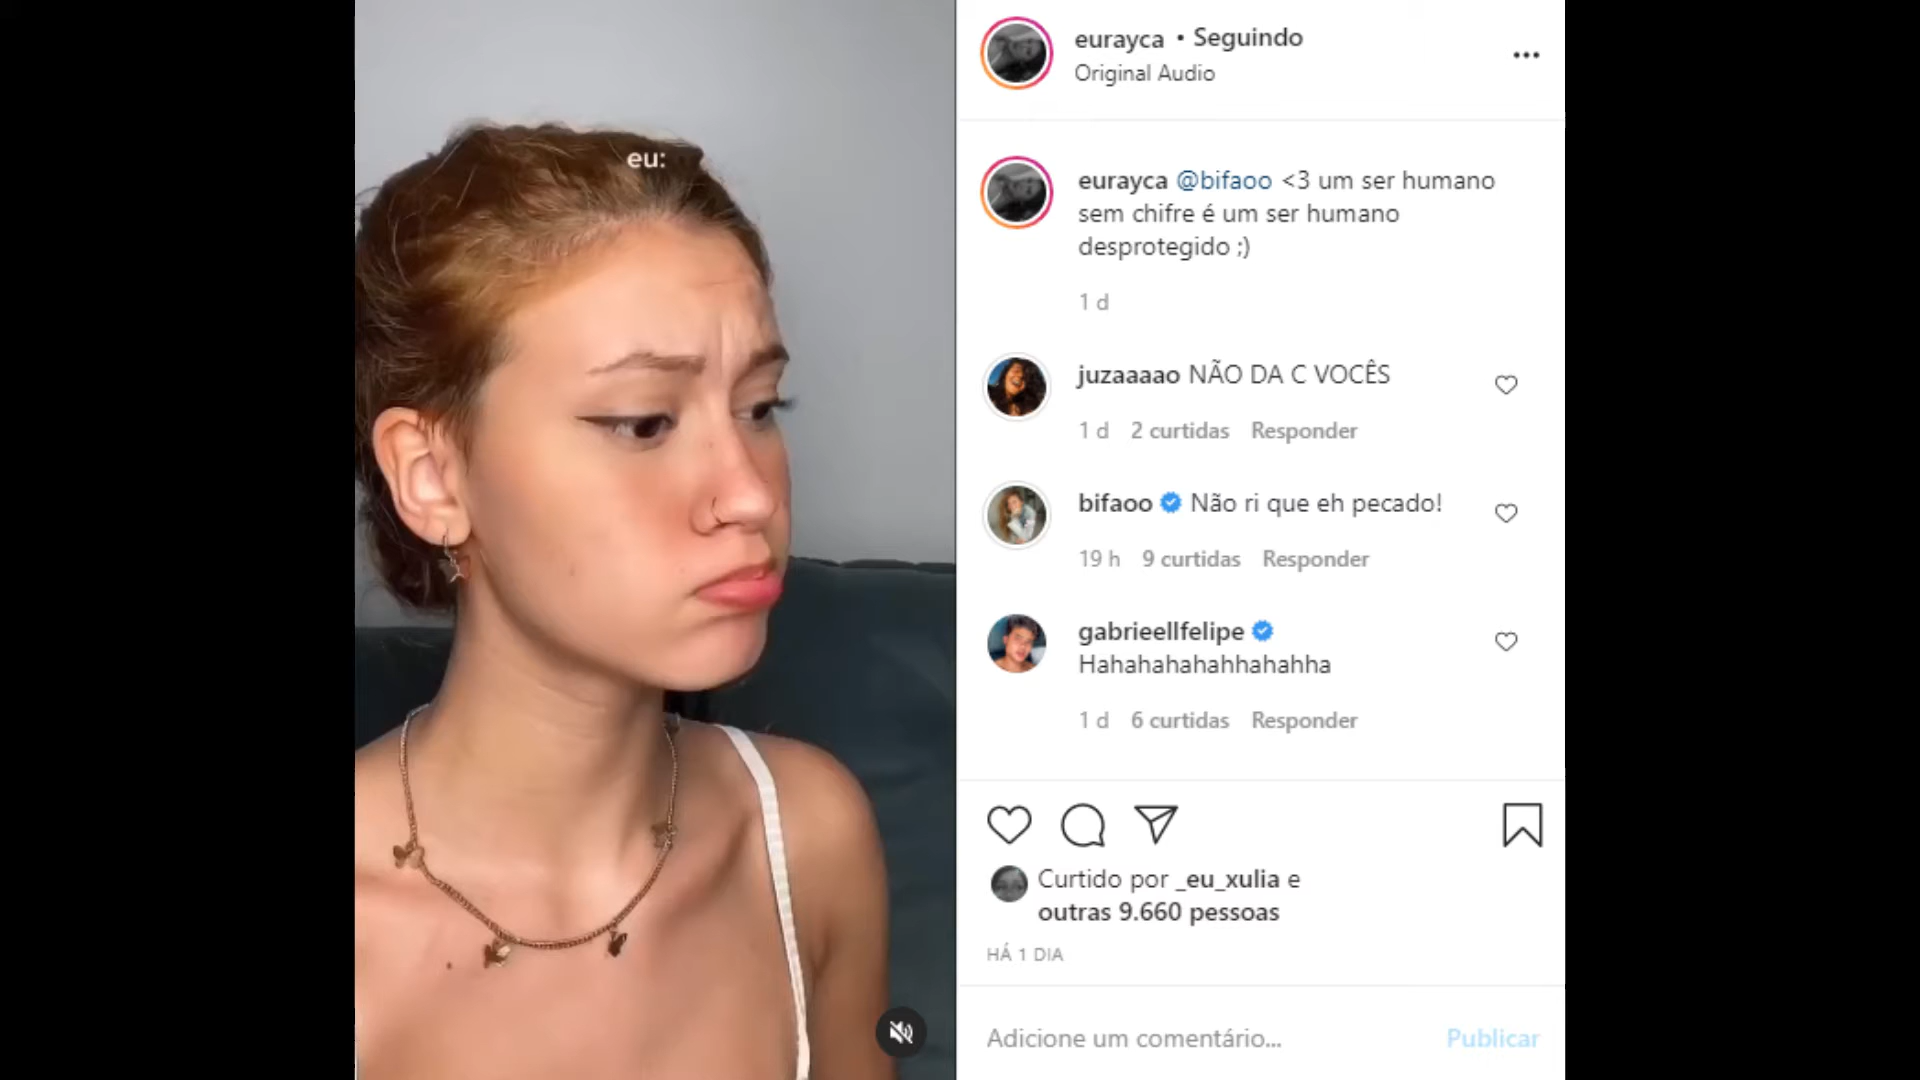 eu:
eurayca • Seguindo
Original Audio
eurayca @bifaoo <3 um ser humano
sem chifre é um ser humano
desprotegido ;)
1 d
juzaaaao NÃO DA C VOCÊS
1 d 2 curtidas Responder
bifaoo Não ri que eh pecado!
19 h 9 curtidas Responder
gabrieellfelipe
Hahahahahahhahahha
1 d 6 curtidas Responder
Curtido por _eu_xulia e
outras 9.660 pessoas
HÁ 1 DIA
Adicione um comentário... Publicar